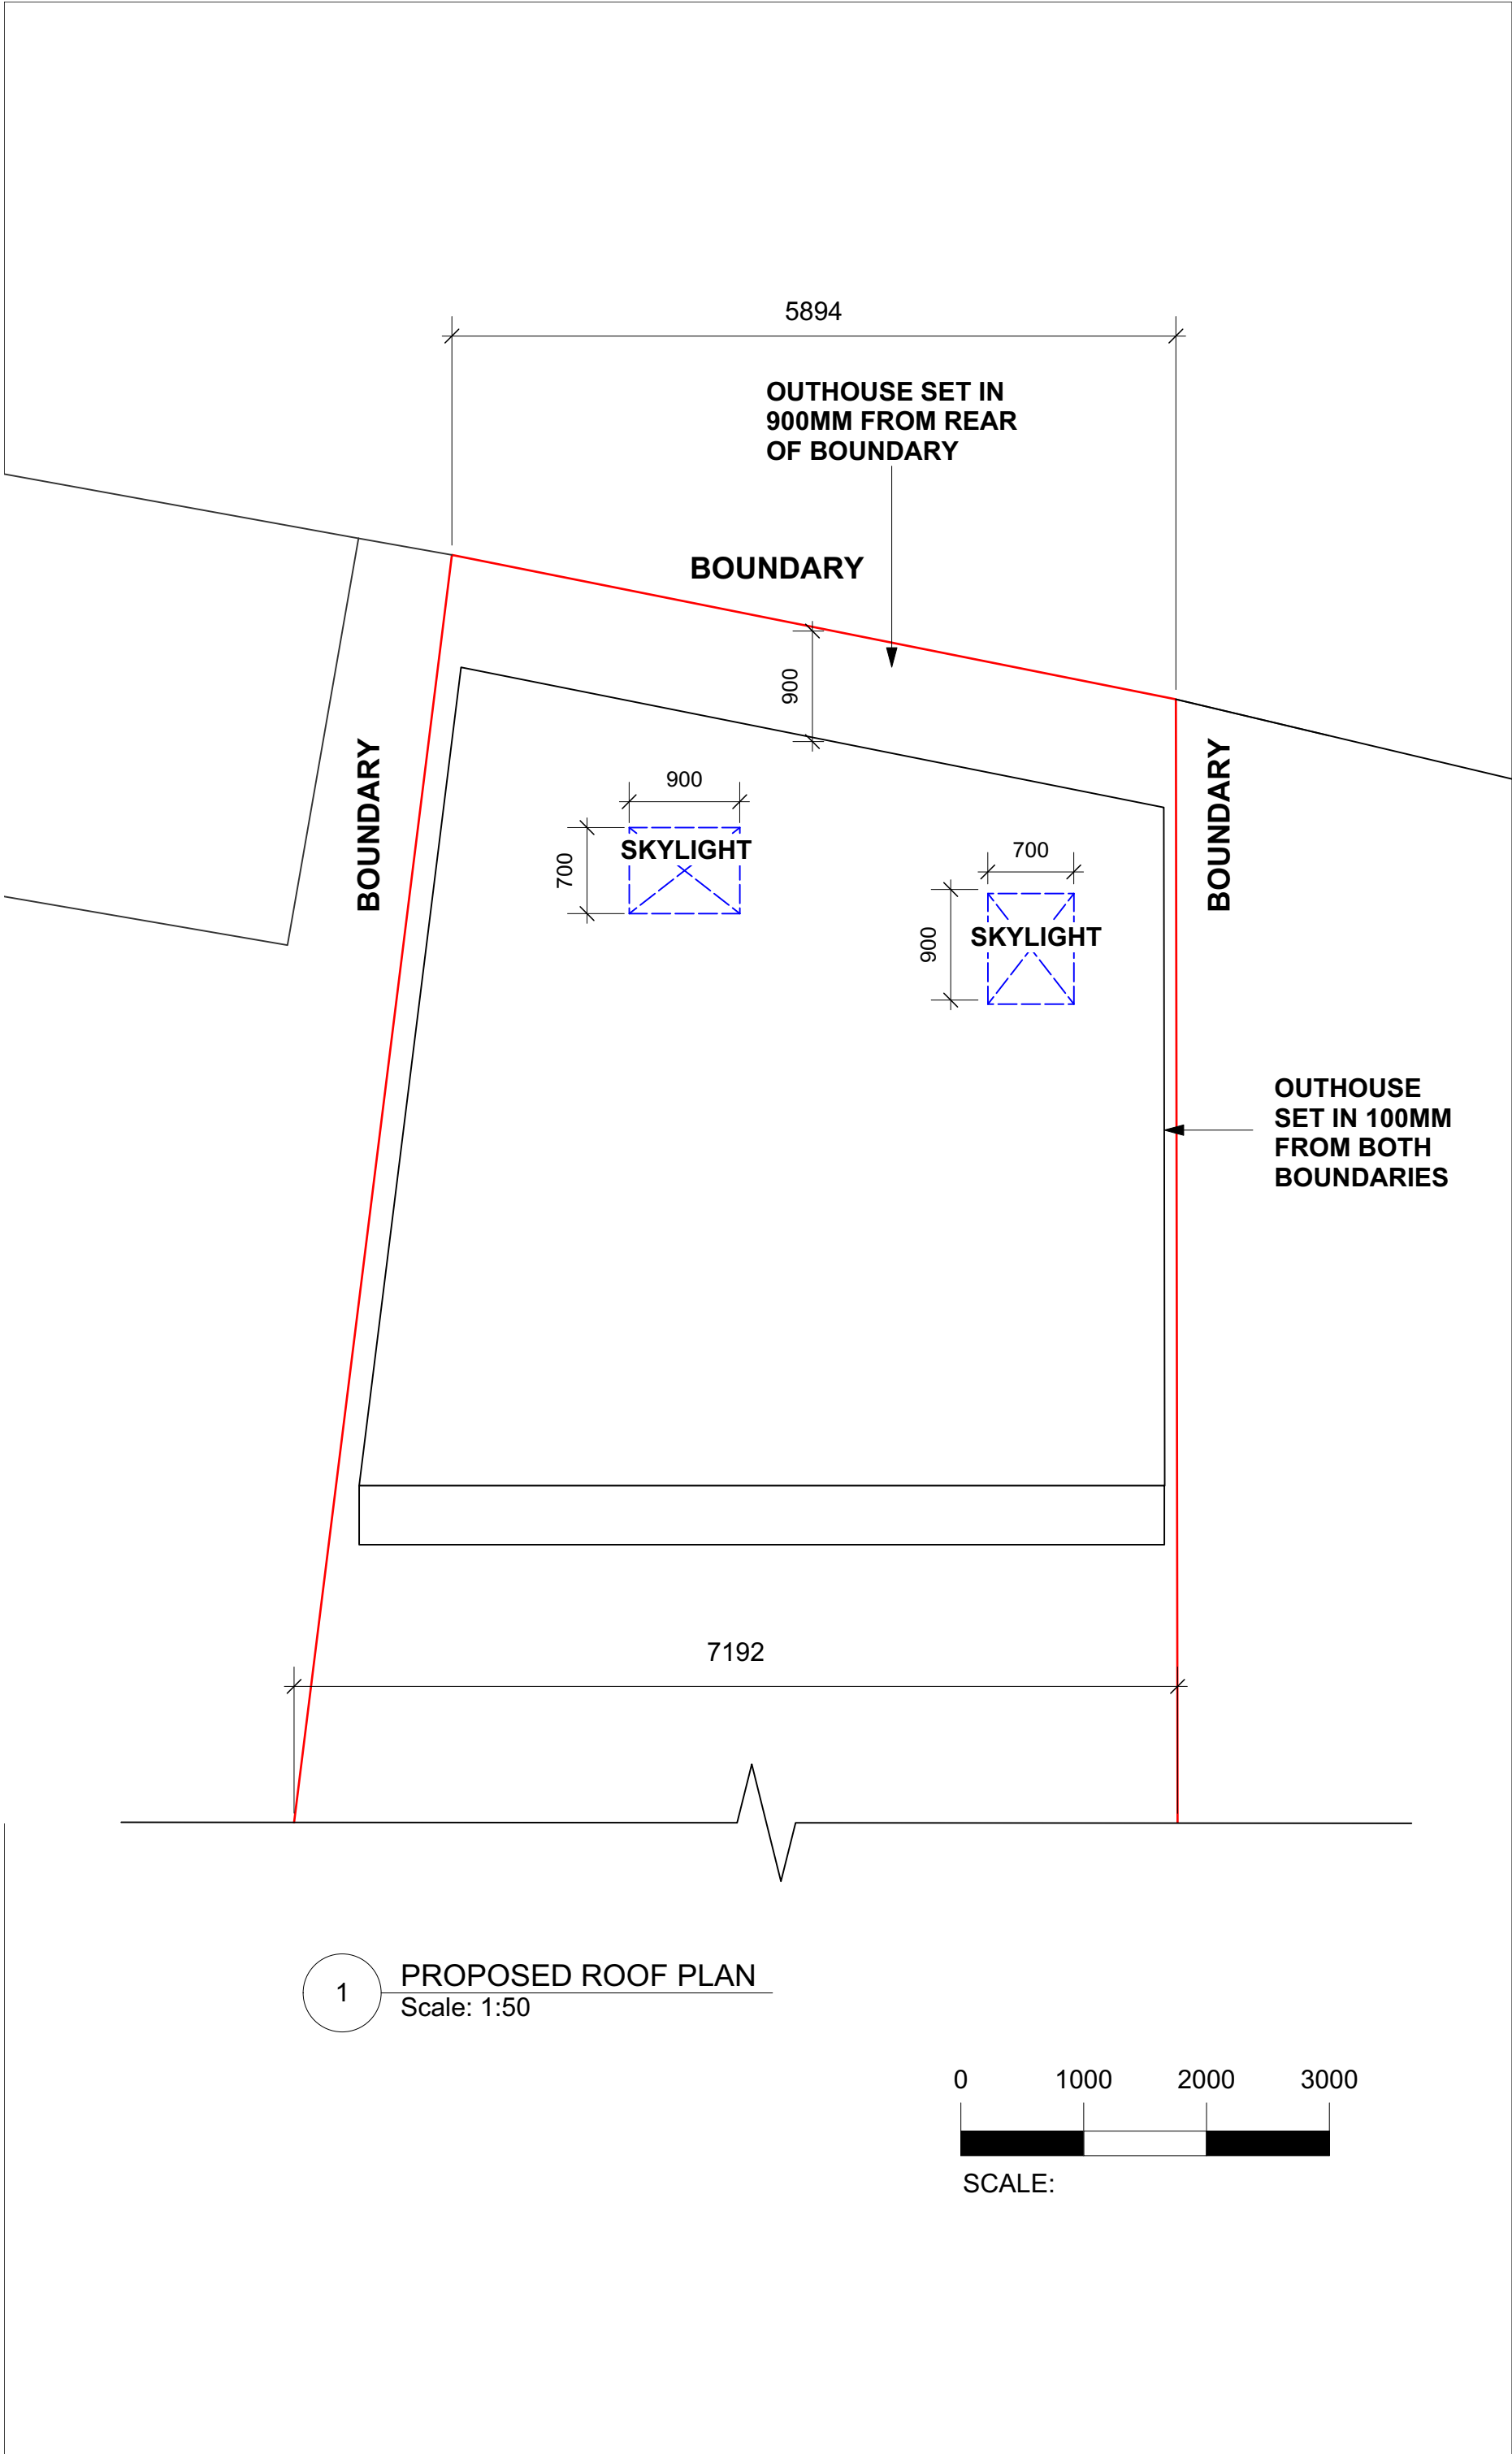 5894
OUTHOUSE SET IN
900MM FROM REAR
OF BOUNDARY
BOUNDARY
900
BOUNDARY
BOUNDARY
900
700
SKYLIGHT
700
900
SKYLIGHT
OUTHOUSE
SET IN 100MM
FROM BOTH
BOUNDARIES
7192
1
PROPOSED ROOF PLAN
Scale: 1:50
0 1000 2000 3000
SCALE: